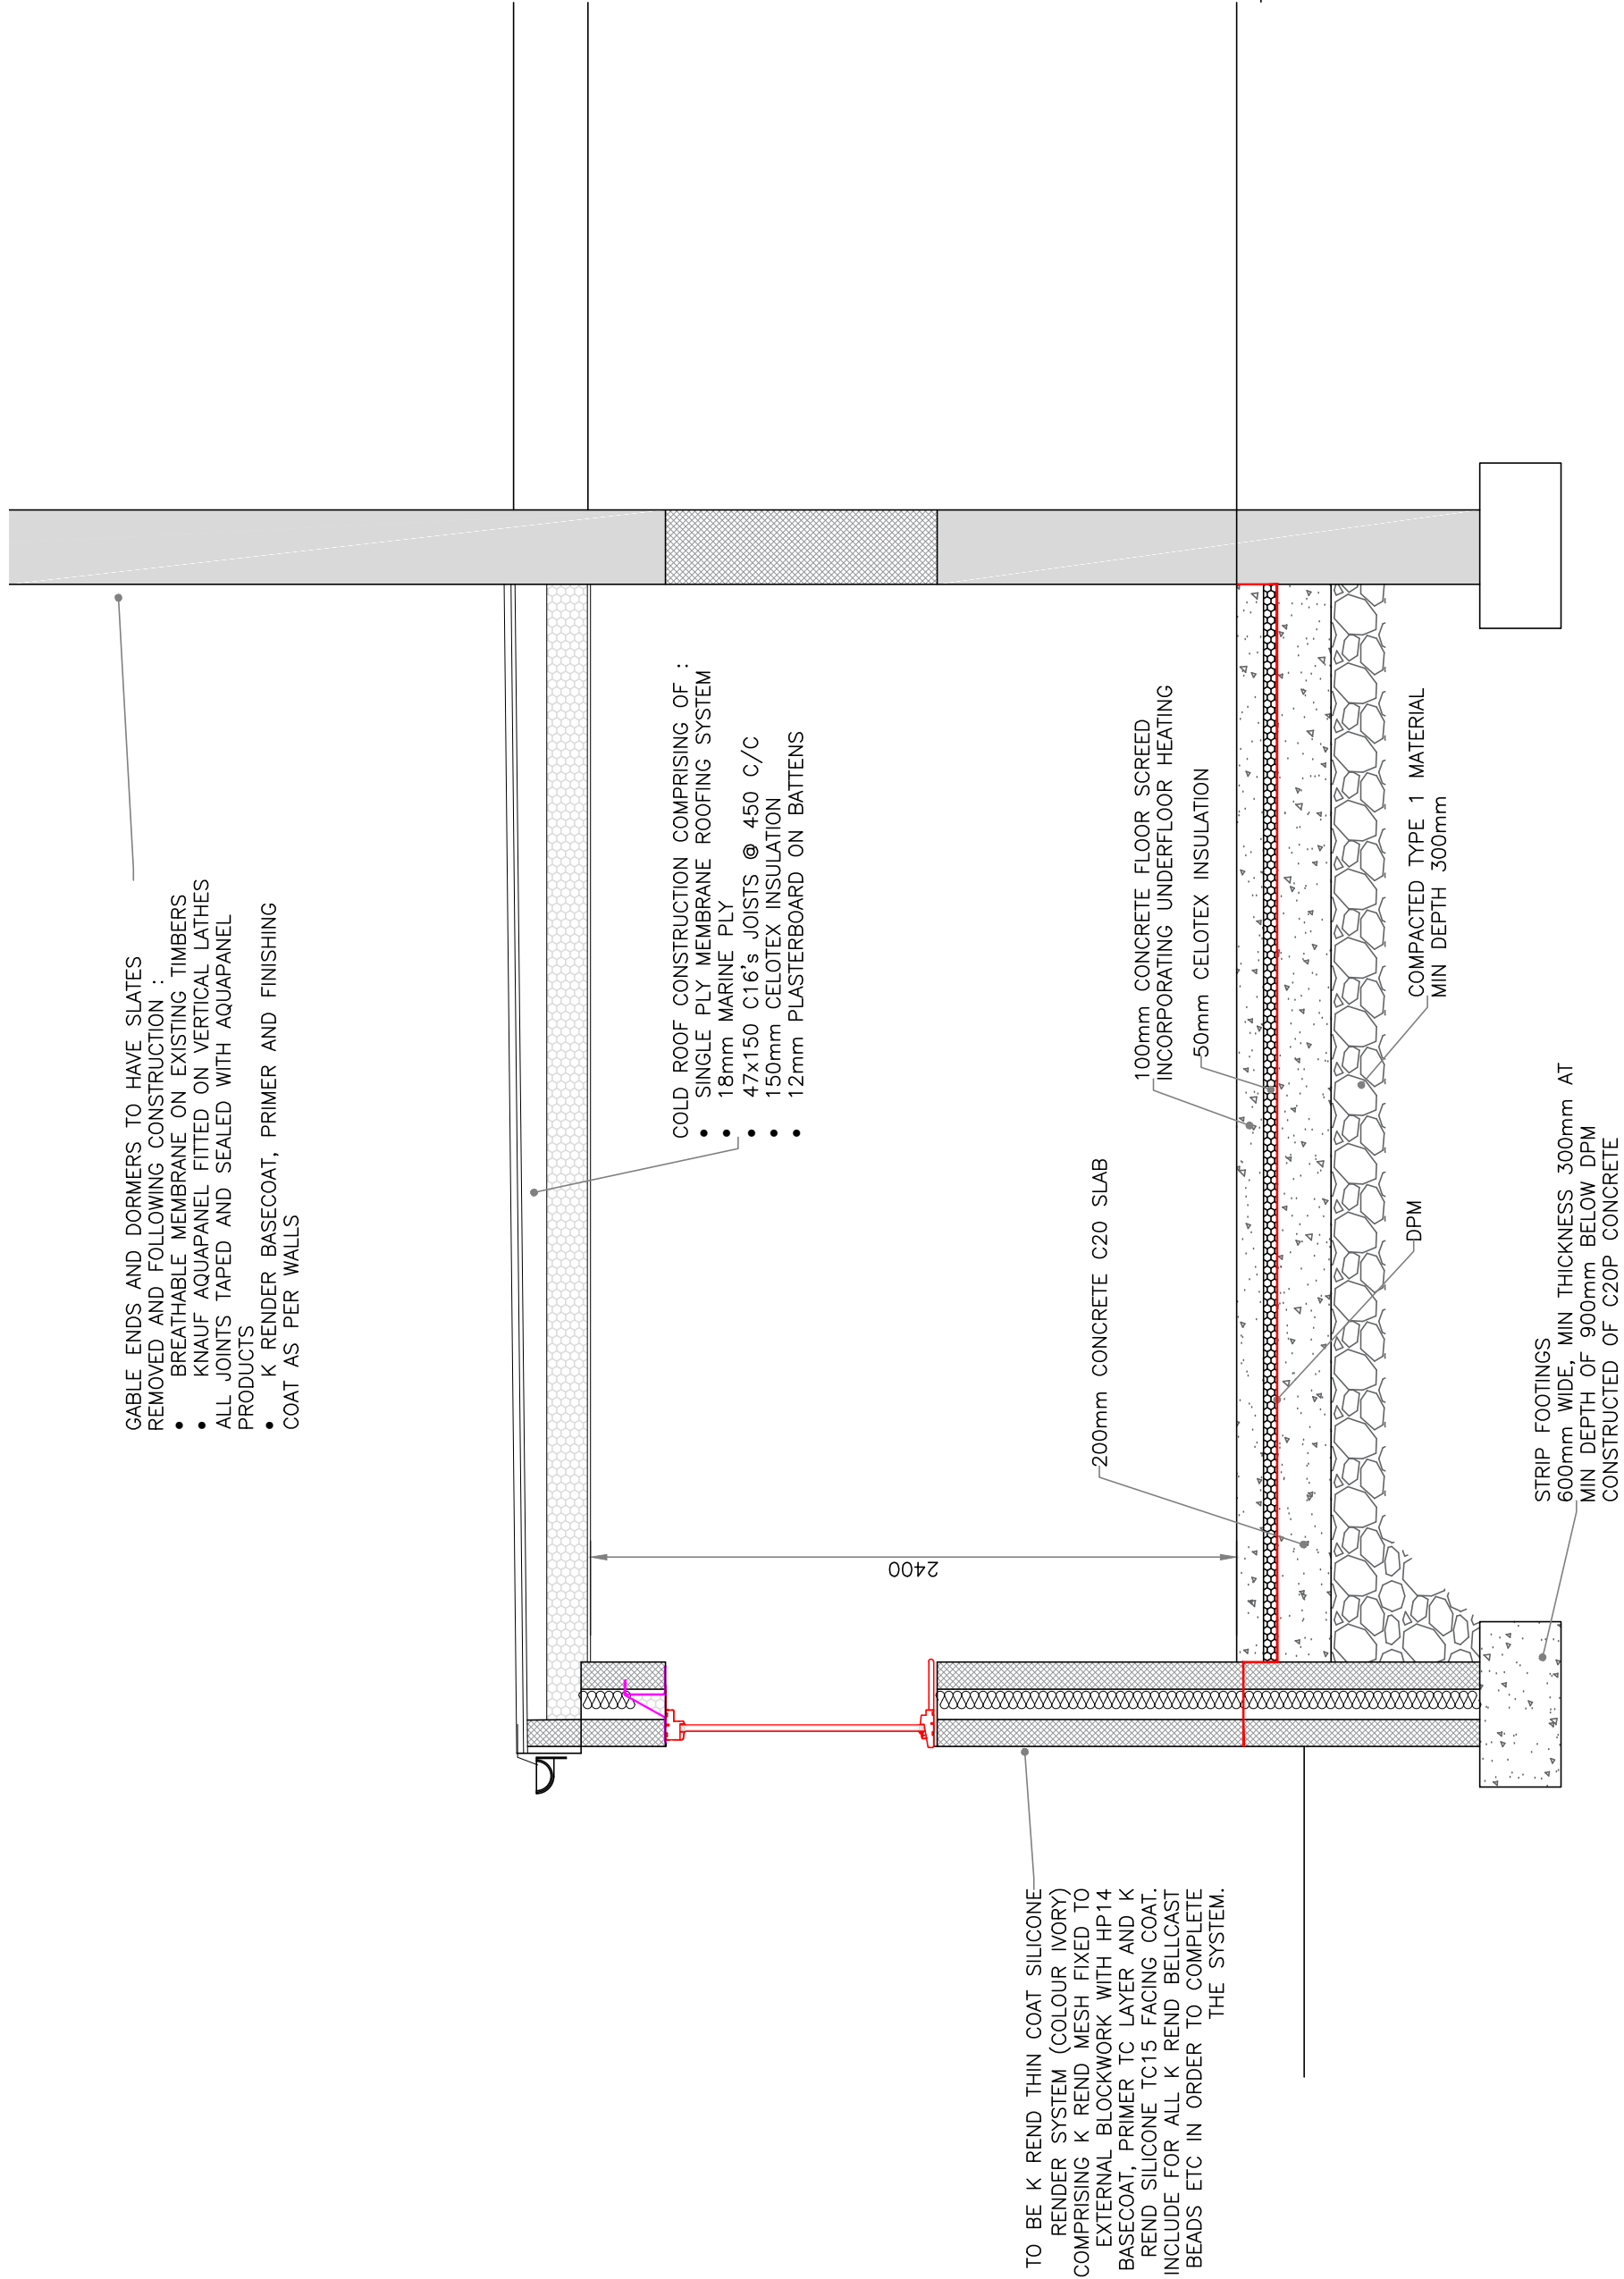 GABLE ENDS AND DORMERS TO HAVE SLATES
REMOVED AND FOLLOWING CONSTRUCTION :
• BREATHABLE MEMBRANE ON EXISTING TIMBERS
• KNAUF AQUAPANEL FITTED ON VERTICAL LATHES
ALL JOINTS TAPED AND SEALED WITH AQUAPANEL
PRODUCTS
• K RENDER BASECOAT, PRIMER AND FINISHING
COAT AS PER WALLS
COLD ROOF CONSTRUCTION COMPRISING OF :
• SINGLE PLY MEMBRANE ROOFING SYSTEM
• 18mm MARINE PLY
• 47x150 C16's JOISTS @ 450 C/C
• 150mm CELOTEX INSULATION
• 12mm PLASTERBOARD ON BATTENS
2400
TO BE K REND THIN COAT SILICONE
RENDER SYSTEM (COLOUR IVORY)
COMPRISING K REND MESH FIXED TO
EXTERNAL BLOCKWORK WITH HP14
BASECOAT, PRIMER TC LAYER AND K
REND SILICONE TC15 FACING COAT.
INCLUDE FOR ALL K REND BELLCAST
BEADS ETC IN ORDER TO COMPLETE
THE SYSTEM.
200mm CONCRETE C20 SLAB
100mm CONCRETE FLOOR SCREED
INCORPORATING UNDERFLOOR HEATING
50mm CELOTEX INSULATION
DPM
COMPACTED TYPE 1 MATERIAL
MIN DEPTH 300mm
STRIP FOOTINGS
600mm WIDE, MIN THICKNESS 300mm AT
MIN DEPTH OF 900mm BELOW DPM
CONSTRUCTED OF C20P CONCRETE